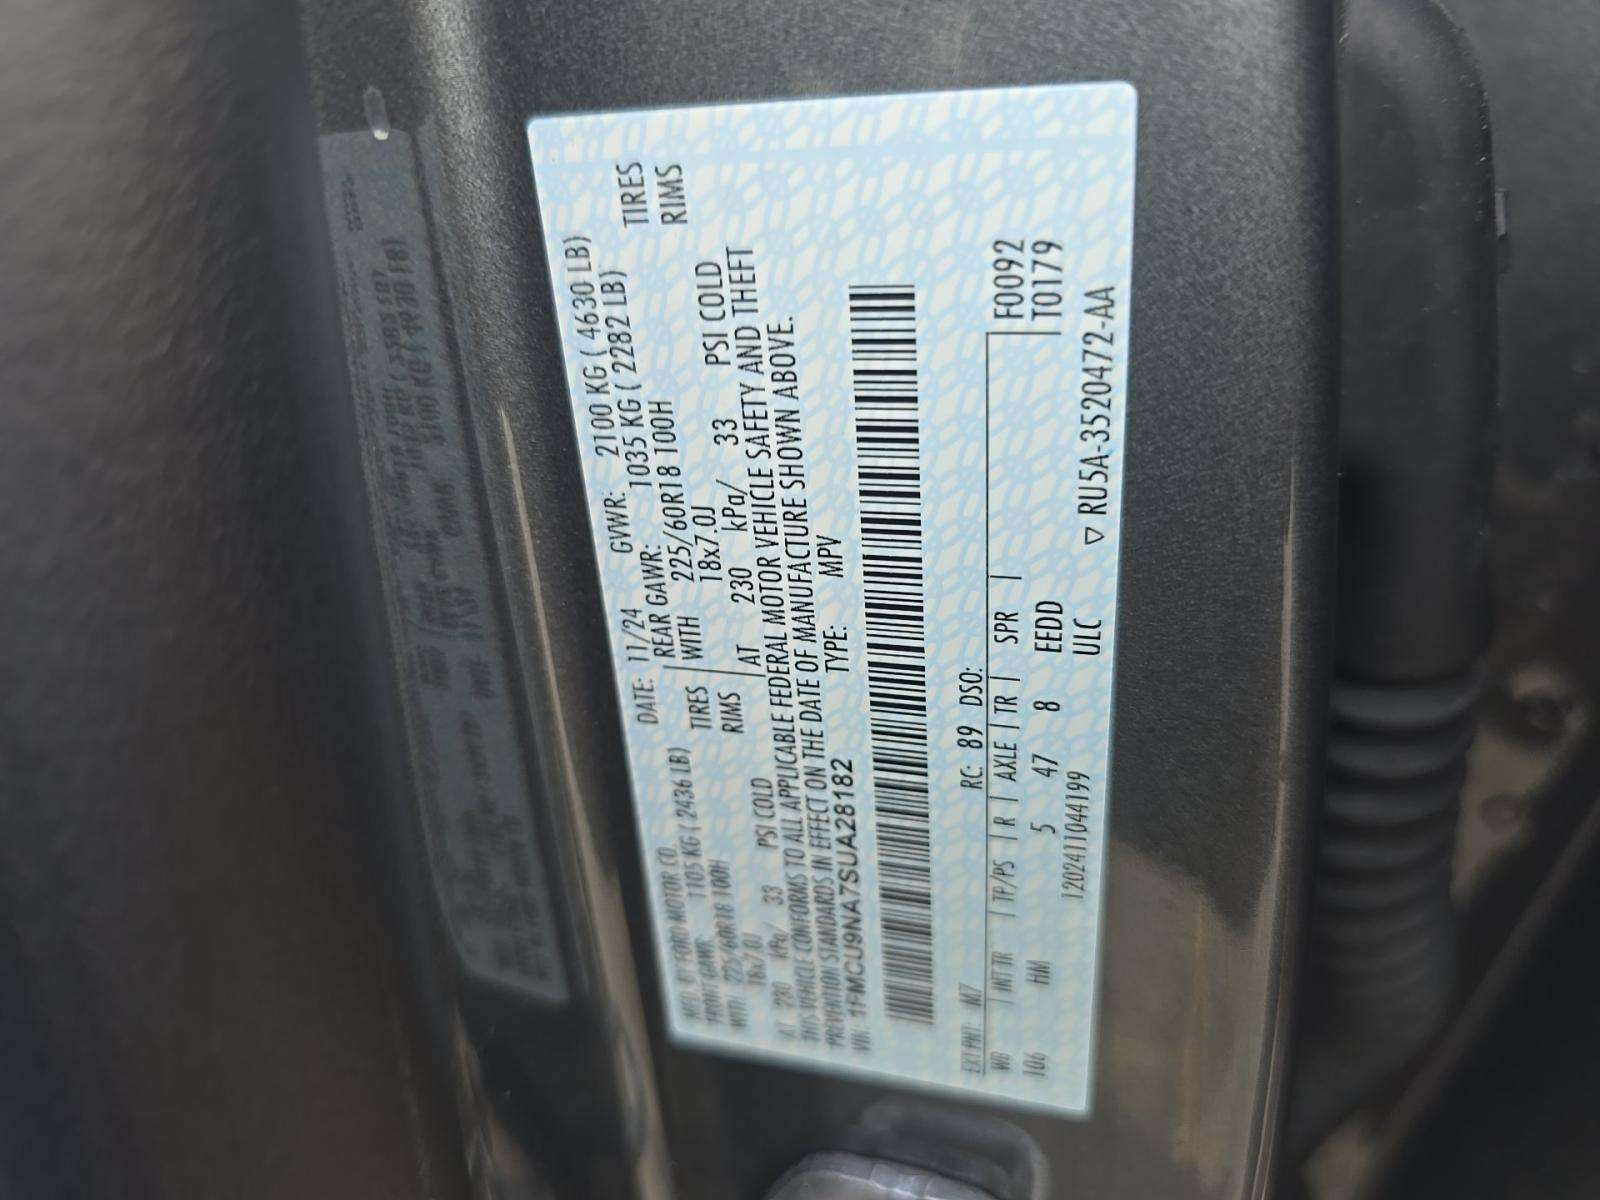 MFD. BY FORD MOTOR CO.
DATE: 11/24 GVWR: 2100 KG ( 4630 LB)
FRONT GAWR: 1105 KG ( 2436 LB)
REAR GAWR: 1035 KG ( 2282 LB)
WITH 225/60R18 100H TIRES
WITH 225/60R18 100H TIRES
18x7.0J RIMS
18x7.0J RIMS
AT 230 kPa/ 33 PSI COLD
AT 230 kPa/ 33 PSI COLD
THIS VEHICLE CONFORMS TO ALL APPLICABLE FEDERAL MOTOR VEHICLE SAFETY AND THEFT
PREVENTION STANDARDS IN EFFECT ON THE DATE OF MANUFACTURE SHOWN ABOVE.
VIN: 1FMCU9NA7SUA28182 TYPE: MPV
EXT PNT: M7 RC: 89 DSO:
WB | INT TR | TP/PS | R | AXLE | TR | SPR | F0092
106 HM 5 47 8 EEDD T0179
12024110441​99 ULC ▽ RU5A-3520472-AA